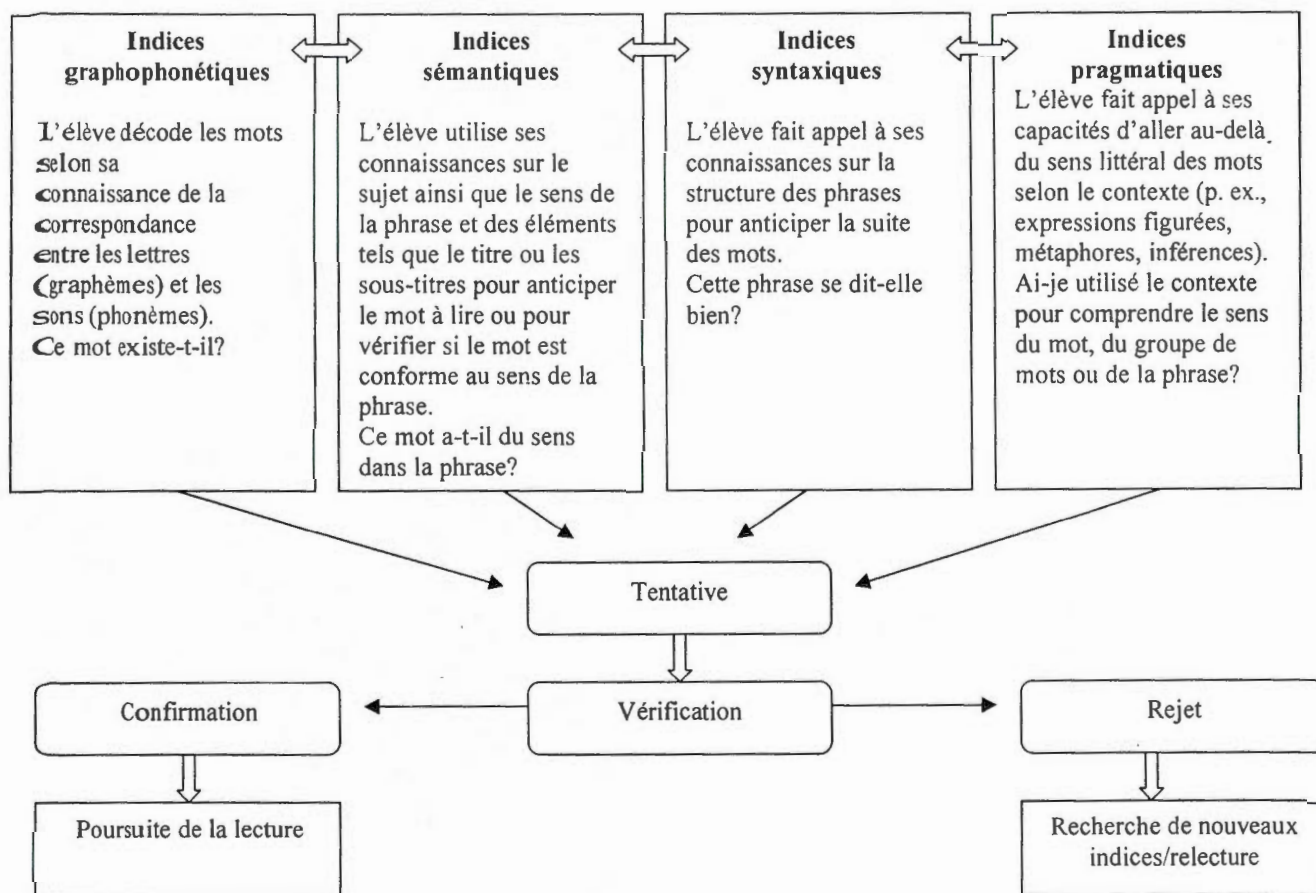 Indices
graphophonétiques
L'élève décode les mots
selon sa
connaissance de la
correspondance
entre les lettres
(graphèmes) et les
sons (phonèmes).
Ce mot existe-t-il?
Indices
sémantiques
L'élève utilise ses
connaissances sur le
sujet ainsi que le sens de
la phrase et des éléments
tels que le titre ou les
sous-titres pour anticiper
le mot à lire ou pour
vérifier si le mot est
conforme au sens de la
phrase.
Ce mot a-t-il du sens
dans la phrase?
Indices
syntaxiques
L'élève fait appel à ses
connaissances sur la
structure des phrases
pour anticiper la suite
des mots.
Cette phrase se dit-elle
bien?
Indices
pragmatiques
L'élève fait appel à ses
capacités d'aller au-delà
du sens littéral des mots
selon le contexte (p. ex.,
expressions figurées,
métaphores, inférences).
Ai-je utilisé le contexte
pour comprendre le sens
du mot, du groupe de
mots ou de la phrase?
Tentative
Confirmation
Vérification
Rejet
Poursuite de la lecture
Recherche de nouveaux
indices/relecture